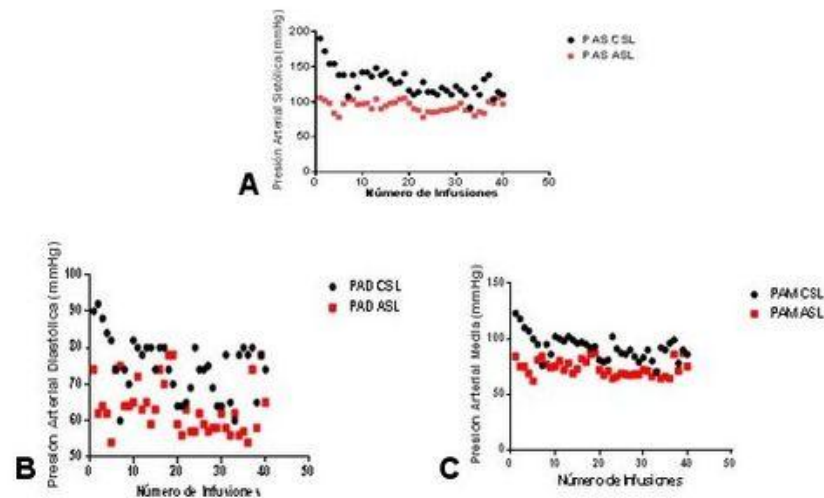 Presión Arterial Sistólica (mmHg)
200
150
100
50
0
0
10
20
30
40
50
Número de Infusiones
PAS CSL
PAS ASL
A
Presión Arterial Diastólica (mmHg)
100
90
80
70
60
50
0
10
20
30
40
50
Número de Infusiones
PAD CSL
PAD ASL
B
Presión Arterial Media (mmHg)
150
100
50
0
0
10
20
30
40
50
Número de Infusiones
PAM CSL
PAM ASL
C